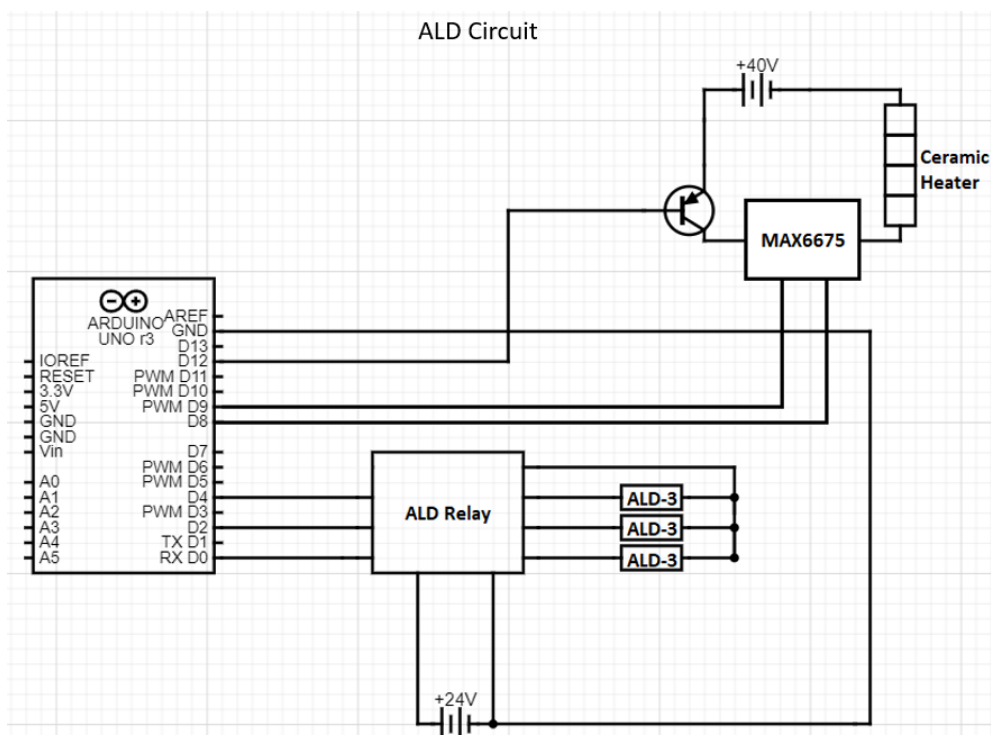 ALD Circuit
+40V
Ceramic
Heater
MAX6675
ARDUINO
UNO r3
AREF
GND
D13
D12
PWM D11
PWM D10
PWM D9
D8
D7
PWM D6
PWM D5
D4
PWM D3
D2
TX D1
RX D0
IOREF
RESET
3.3V
5V
GND
GND
Vin
A0
A1
A2
A3
A4
A5
ALD Relay
ALD-3
ALD-3
ALD-3
+24V